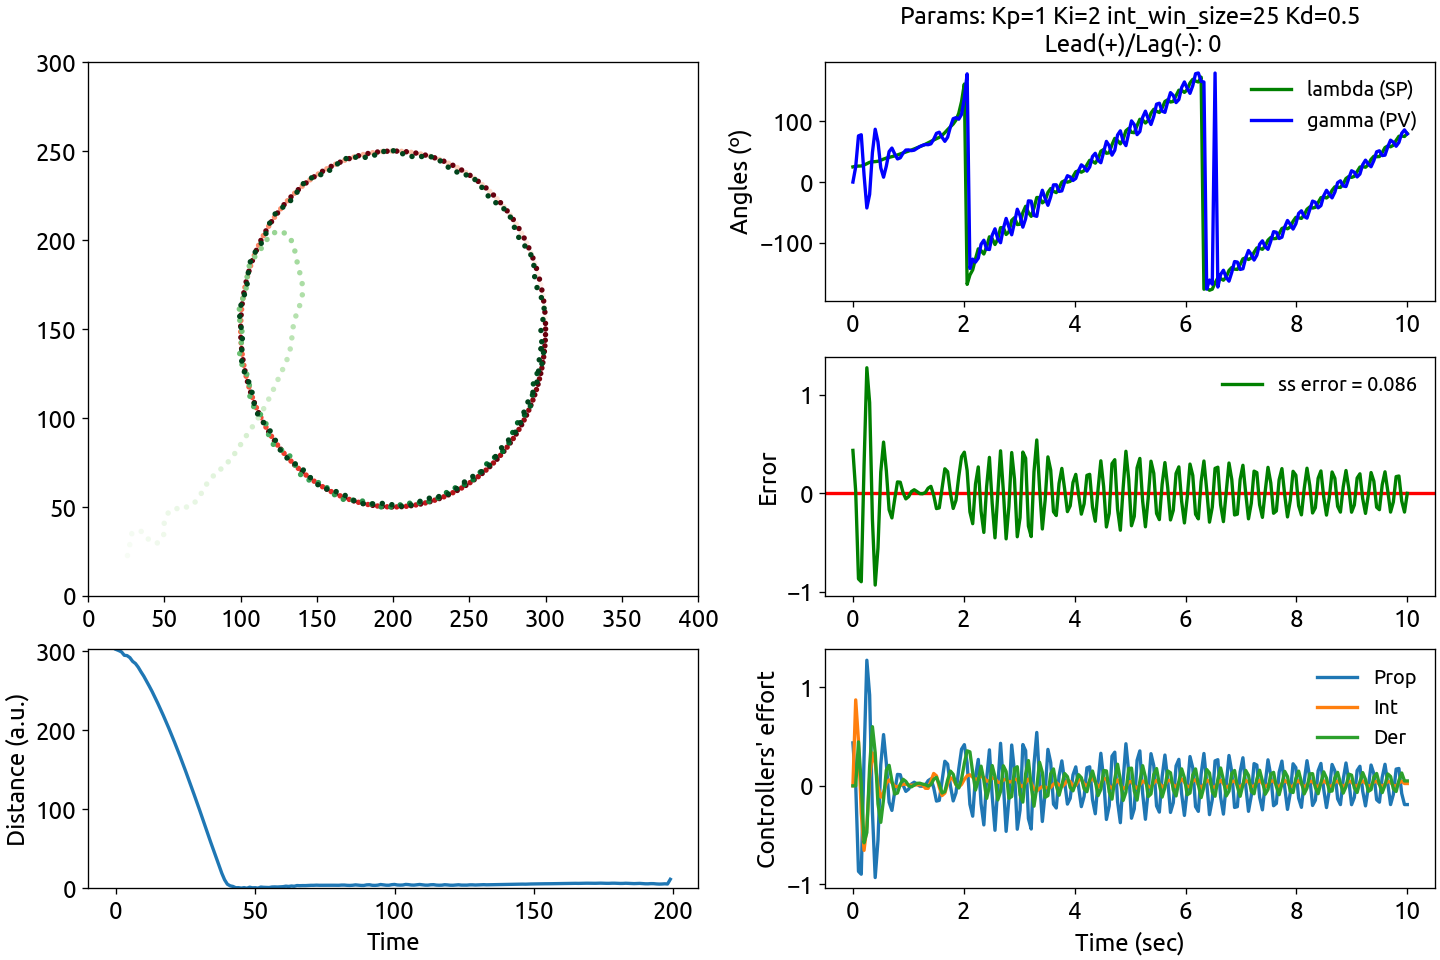 Params: Kp=1 Ki=2 int_win_size=25 Kd=0.5
Lead(+)/Lag(-): 0
300
250
200
150
100
50
0
0 50 100 150 200 250 300 350 400
Angles (º)
100
0
−100
lambda (SP)
gamma (PV)
0 2 4 6 8 10
Error
1
0
−1
ss error = 0.086
0 2 4 6 8 10
Distance (a.u.)
300
200
100
0
0 50 100 150 200
Time
Controllers' effort
1
0
−1
Prop
Int
Der
0 2 4 6 8 10
Time (sec)